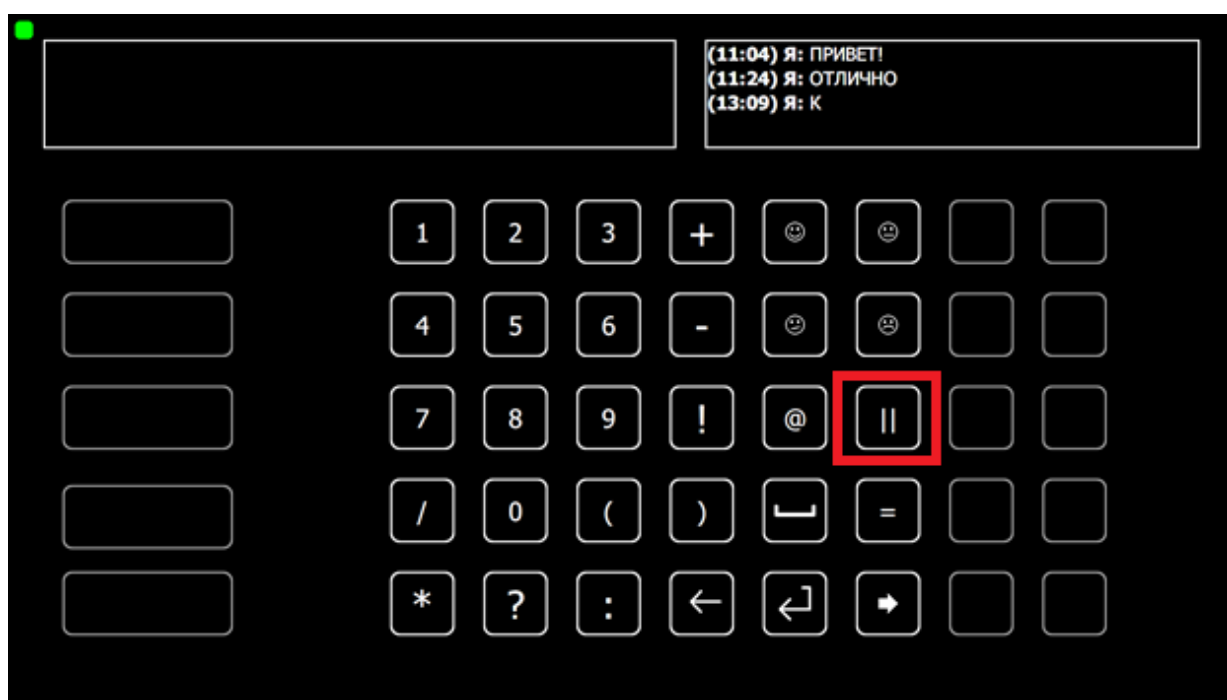 (11:04) Я: ПРИВЕТ!
(11:24) Я: ОТЛИЧНО
(13:09) Я: К
1 2 3 +
4 5 6 -
7 8 9 ! @ ||
/ 0 ( ) =
* ? :